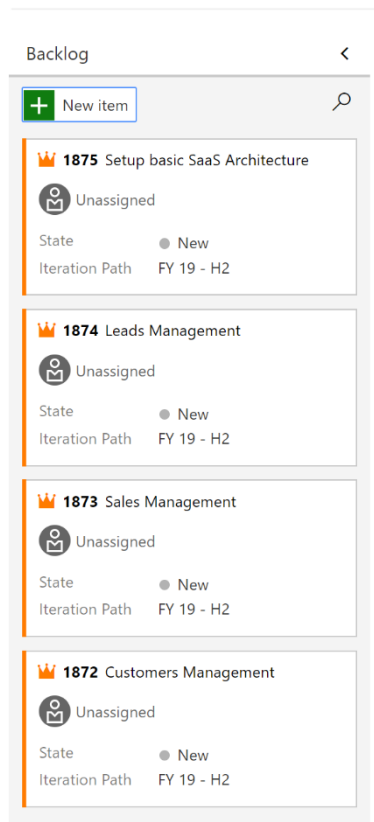 Backlog
New item
1875 Setup basic SaaS Architecture
Unassigned
State New
Iteration Path FY 19 - H2
1874 Leads Management
Unassigned
State New
Iteration Path FY 19 - H2
1873 Sales Management
Unassigned
State New
Iteration Path FY 19 - H2
1872 Customers Management
Unassigned
State New
Iteration Path FY 19 - H2